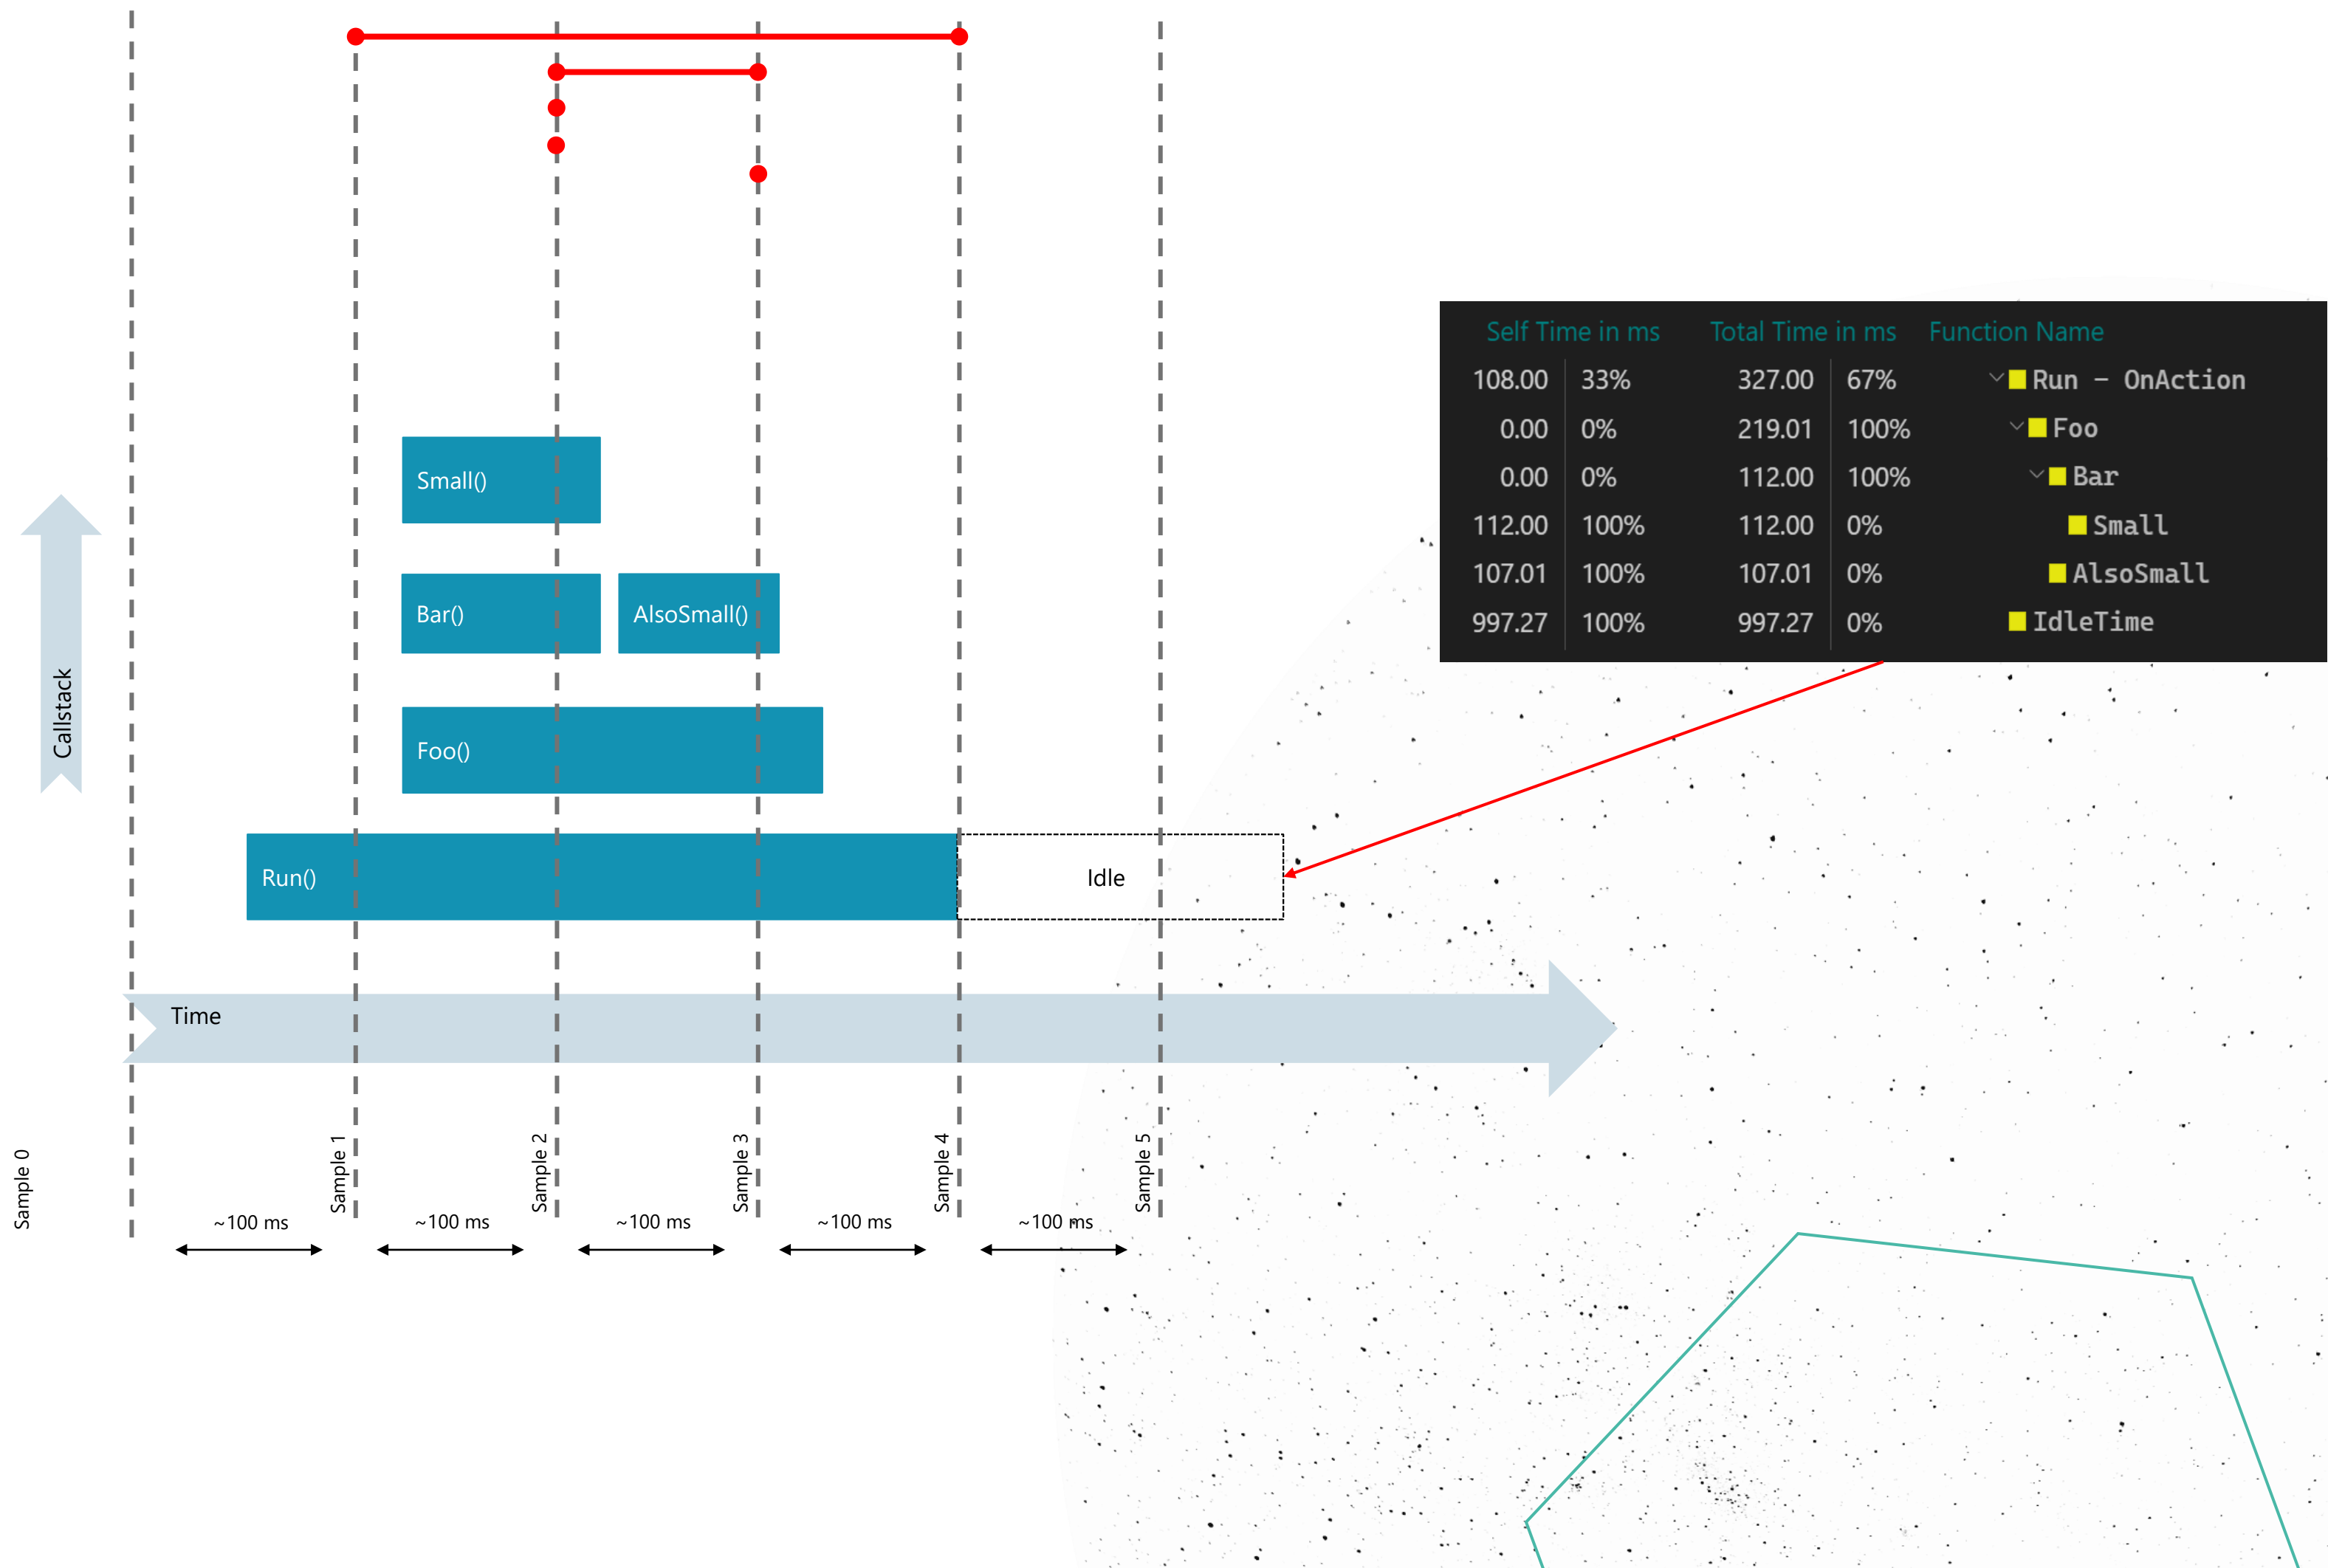 Self Time in ms Total Time in ms Function Name
108.00 33% 327.00 67% Run - OnAction
0.00 0% 219.01 100% Foo
0.00 0% 112.00 100% Bar
112.00 100% 112.00 0% Small
107.01 100% 107.01 0% AlsoSmall
997.27 100% 997.27 0% IdleTime
Small()
Bar() AlsoSmall()
Foo()
Callstack
Run() Idle
Time
Sample 0
Sample 1
Sample 2
Sample 3
Sample 4
Sample 5
~100 ms ~100 ms ~100 ms ~100 ms ~100 ms